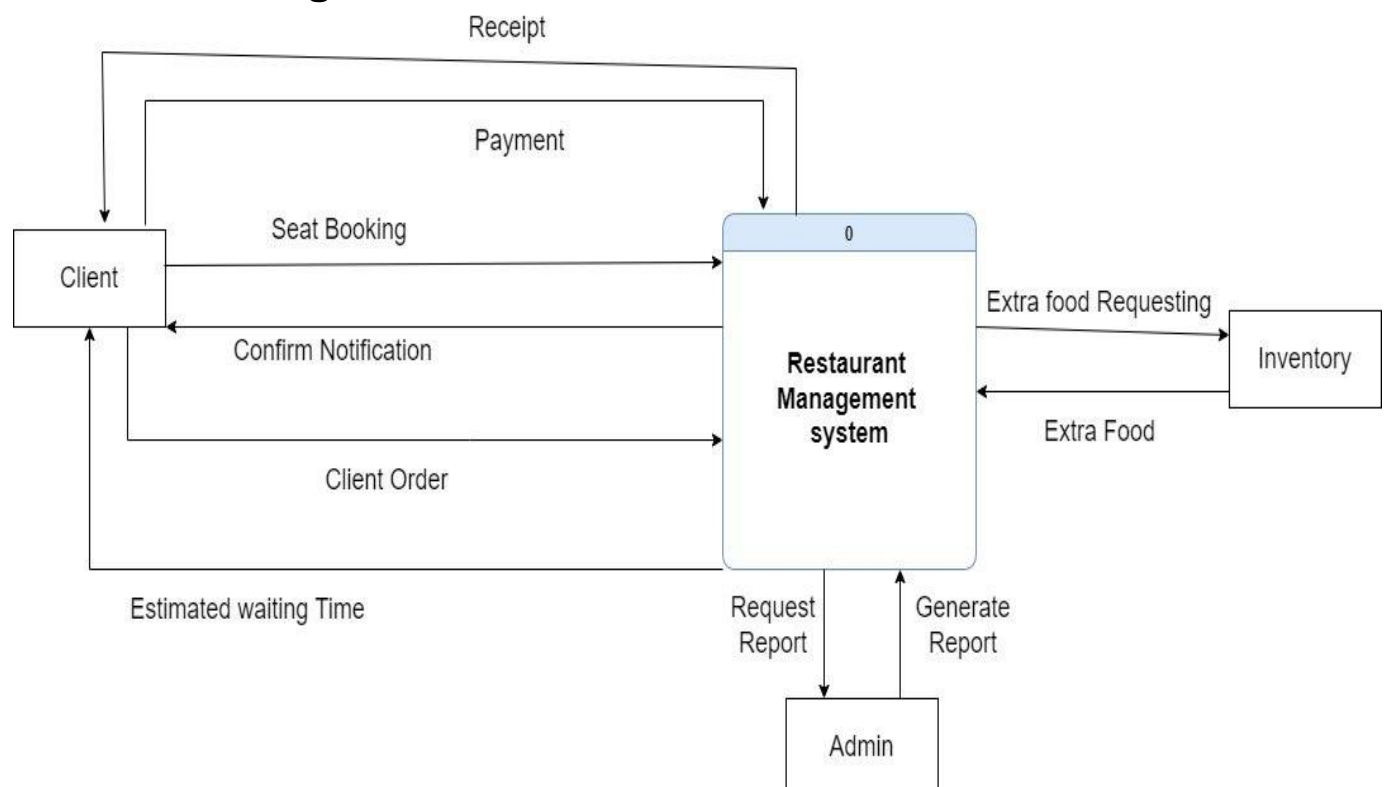 Receipt
Payment
Seat Booking
0
Client
Extra food Requesting
Confirm Notification
Restaurant
Management
system
Inventory
Extra Food
Client Order
Estimated waiting Time
Request
Report
Generate
Report
Admin